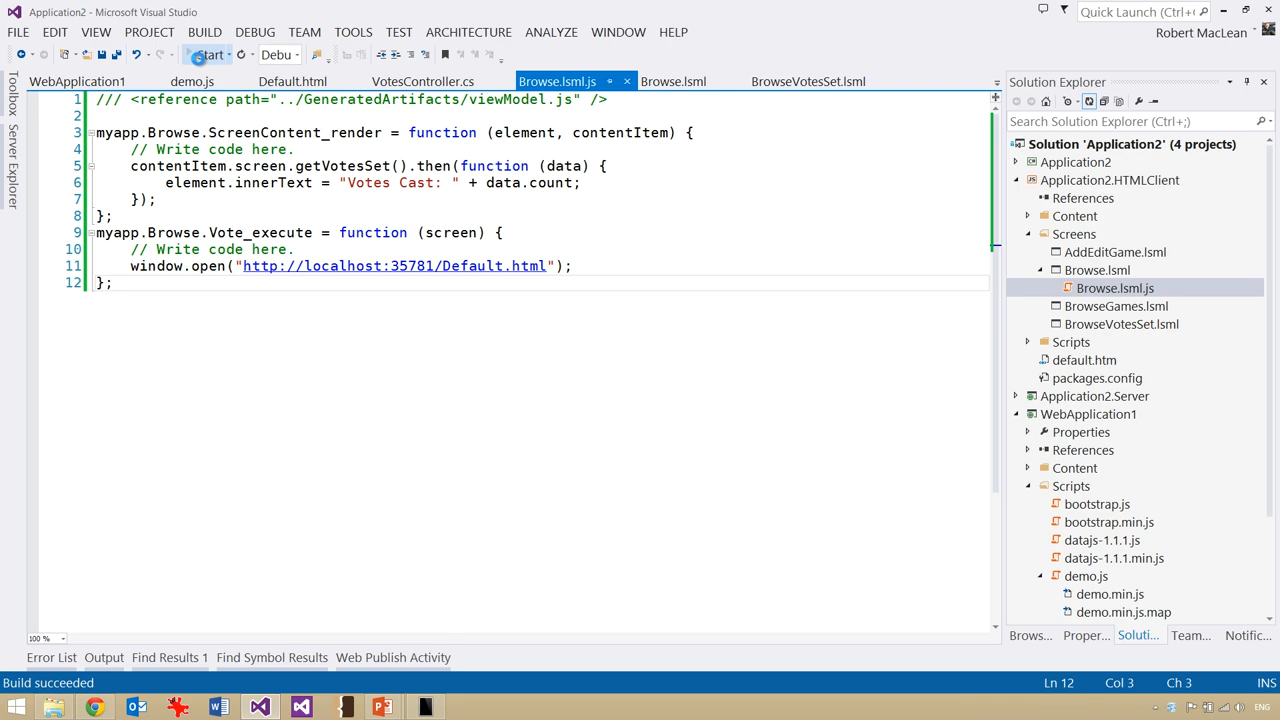 Application2 - Microsoft Visual Studio
Quick Launch (Ctrl+
FILE EDIT VIEW PROJECT BUILD DEBUG TEAM TOOLS TEST ARCHITECTURE ANALYZE WINDOW HELP
Robert MacLean
Start Debu
WebApplication1 demo.js Default.html VotesController.cs Browse.lsml.js Browse.lsml BrowseVotesSet.lsml
Toolbox
Server Explorer
1 /// <reference path="../GeneratedArtifacts/viewModel.js" />
2
3 myapp.Browse.ScreenContent_render = function (element, contentItem) {
4 // Write code here.
5 contentItem.screen.getVotesSet().then(function (data) {
6 element.innerText = "Votes Cast: " + data.count;
7 });
8 };
9 myapp.Browse.Vote_execute = function (screen) {
10 // Write code here.
11 window.open("http://localhost:35781/Default.html");
12 };
100 %
Solution Explorer
Search Solution Explorer (Ctrl+;)
Solution 'Application2' (4 projects)
Application2
Application2.HTMLClient
References
Content
Screens
AddEditGame.lsml
Browse.lsml
Browse.lsml.js
BrowseGames.lsml
BrowseVotesSet.lsml
Scripts
default.htm
packages.config
Application2.Server
WebApplication1
Properties
References
Content
Scripts
bootstrap.js
bootstrap.min.js
datajs-1.1.1.js
datajs-1.1.1.min.js
demo.js
demo.min.js
demo.min.js.map
Brows... Proper... Soluti... Team... Notific...
Error List Output Find Results 1 Find Symbol Results Web Publish Activity
Build succeeded
Ln 12 Col 3 Ch 3 INS
ENG